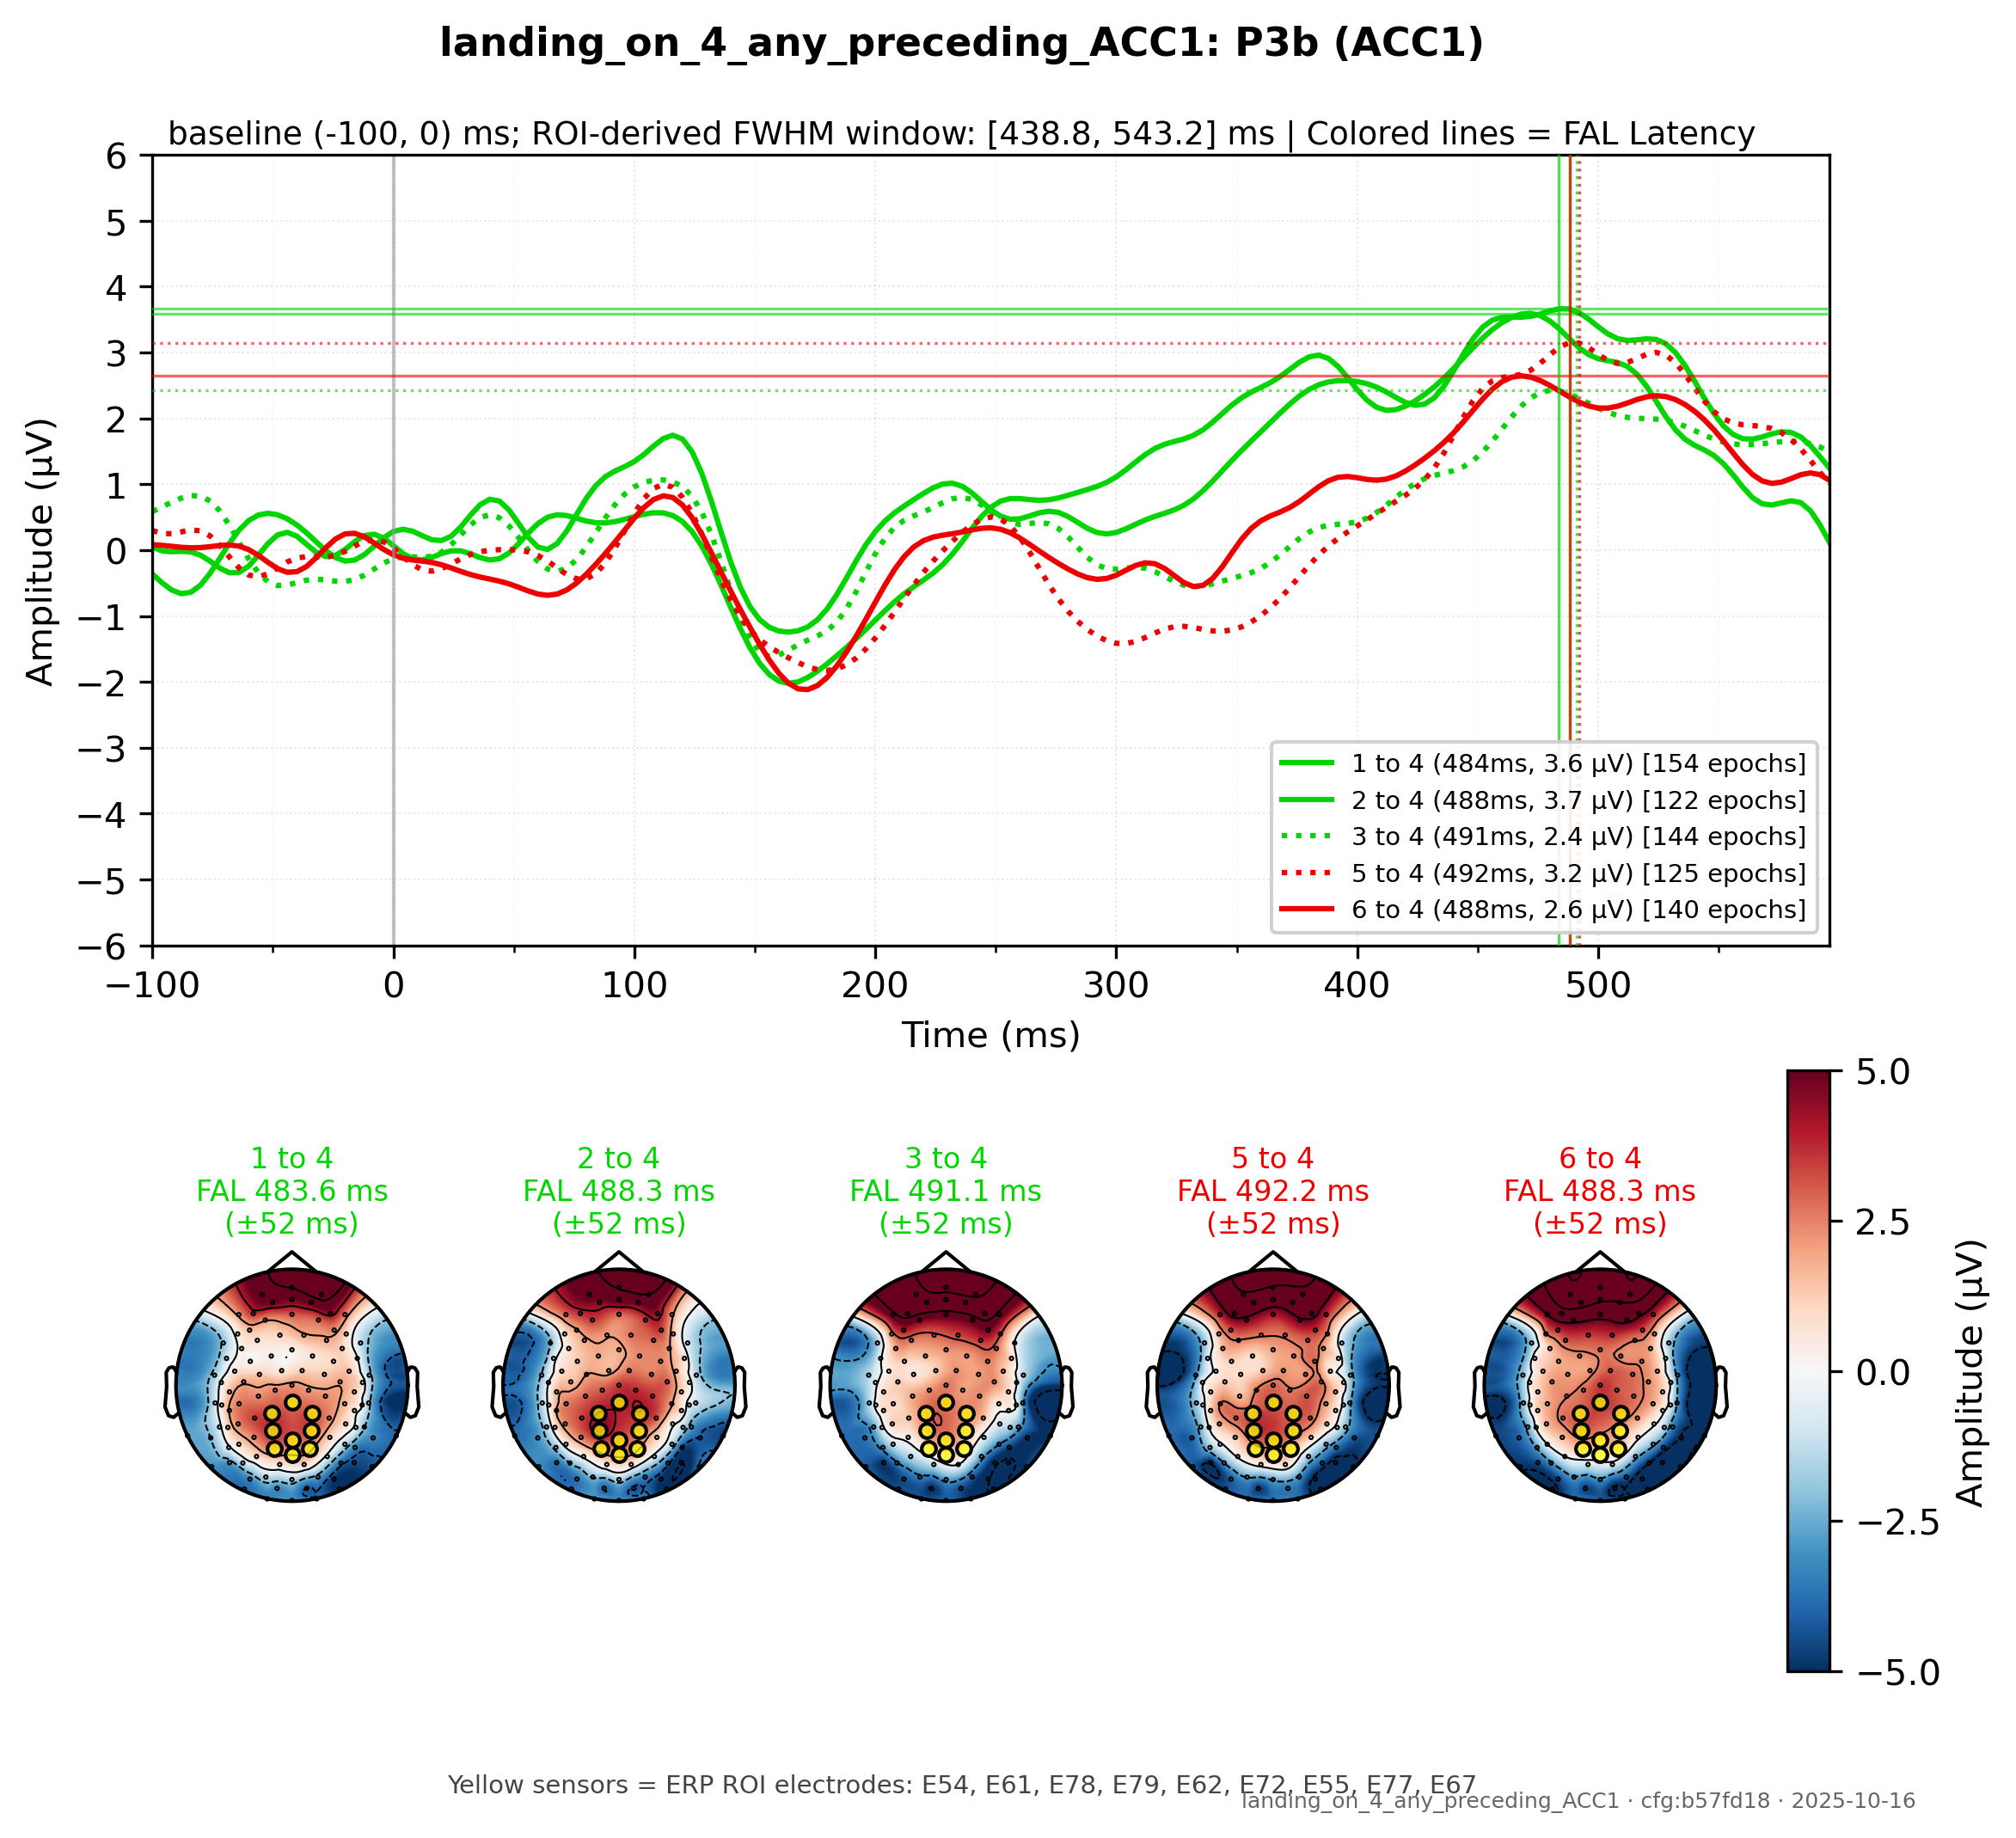 landing_on_4_any_preceding_ACC1: P3b (ACC1)
baseline (-100, 0) ms; ROI-derived FWHM window: [438.8, 543.2] ms | Colored lines = FAL Latency
6
5
4
3
2
1
0
−1
−2
−3
−4
−5
−6
Amplitude (µV)
1 to 4 (484ms, 3.6 µV) [154 epochs]
2 to 4 (488ms, 3.7 µV) [122 epochs]
3 to 4 (491ms, 2.4 µV) [144 epochs]
5 to 4 (492ms, 3.2 µV) [125 epochs]
6 to 4 (488ms, 2.6 µV) [140 epochs]
−100 0 100 200 300 400 500
Time (ms)
1 to 4
FAL 483.6 ms
(±52 ms)
2 to 4
FAL 488.3 ms
(±52 ms)
3 to 4
FAL 491.1 ms
(±52 ms)
5 to 4
FAL 492.2 ms
(±52 ms)
6 to 4
FAL 488.3 ms
(±52 ms)
5.0
2.5
0.0
−2.5
−5.0
Amplitude (µV)
Yellow sensors = ERP ROI electrodes: E54, E61, E78, E79, E62, E72, E55, E77, E67
landing_on_4_any_preceding_ACC1 · cfg:b57fd18 · 2025-10-16